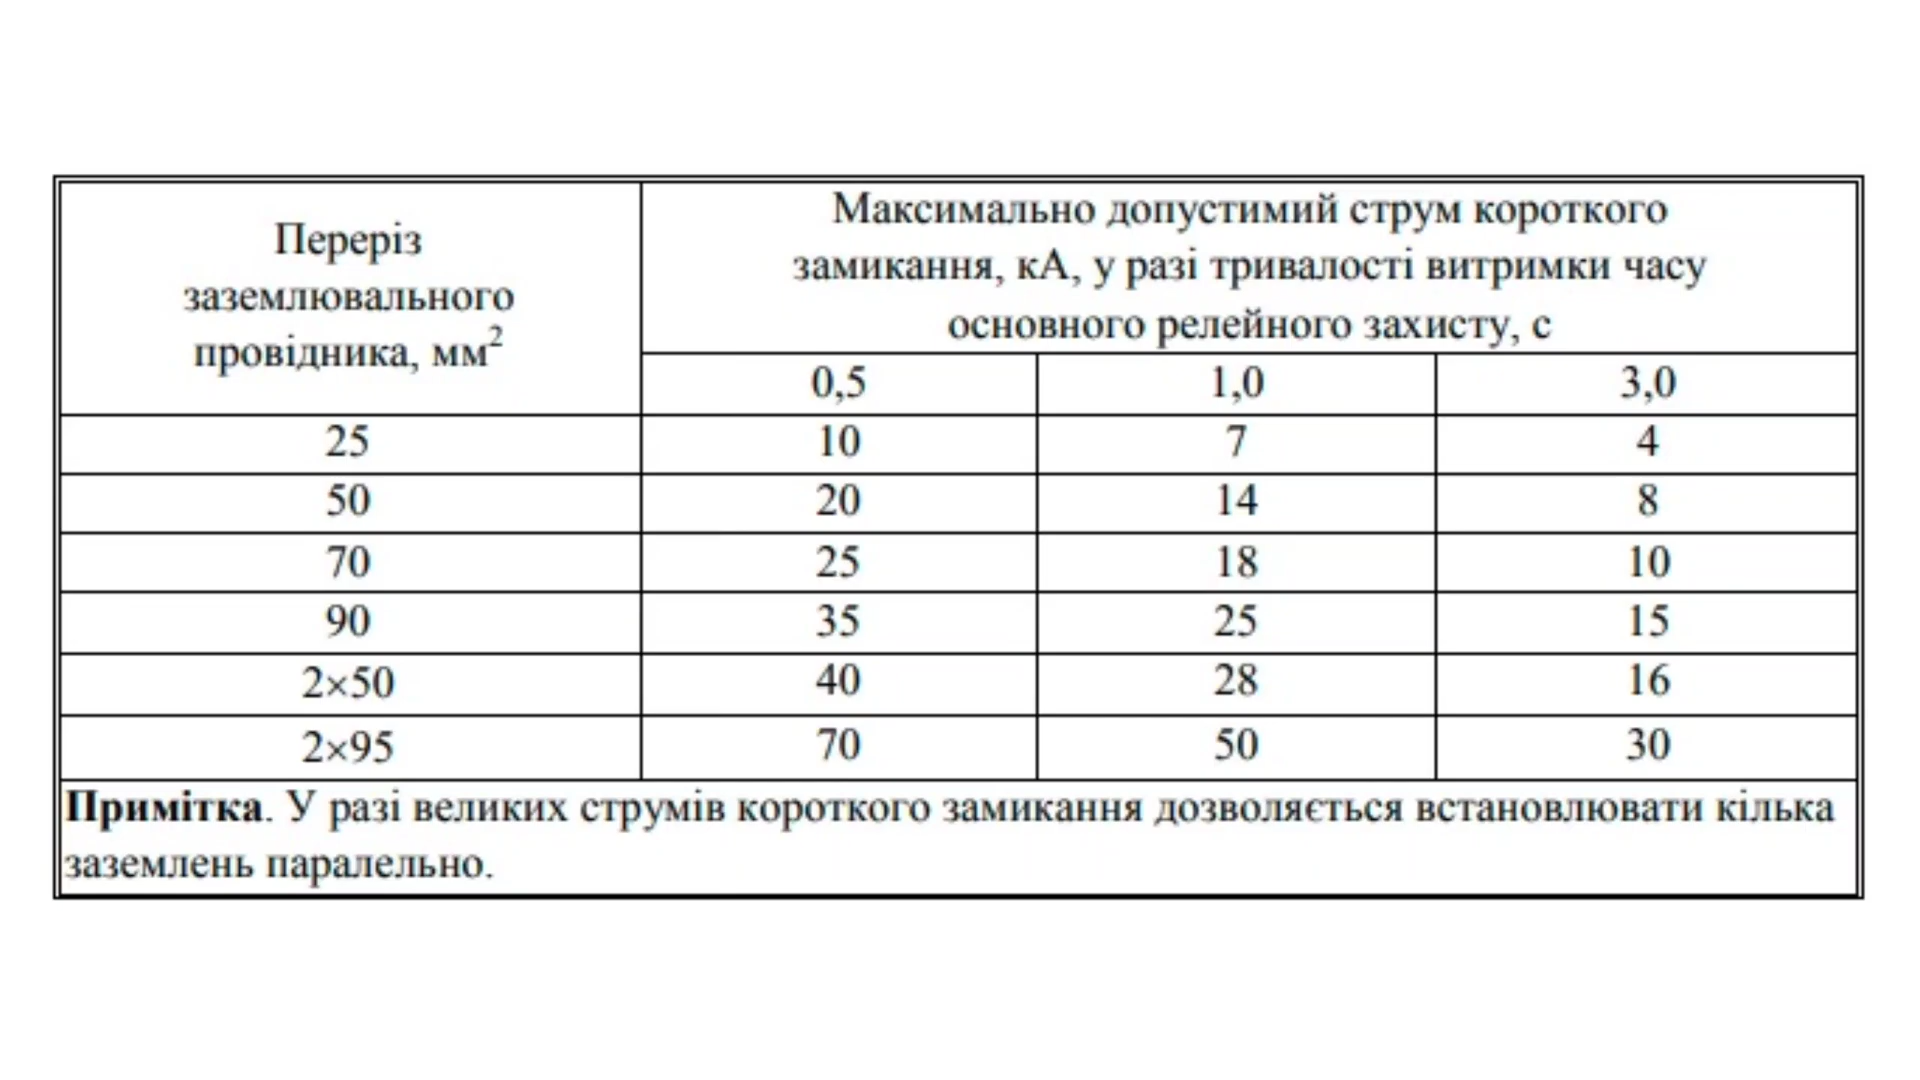 Переріз
заземлювального
провідника, мм²
Максимально допустимий струм короткого
замикання, кА, у разі тривалості витримки часу
основного релейного захисту, с
0,5 1,0 3,0
25 10 7 4
50 20 14 8
70 25 18 10
90 35 25 15
2×50 40 28 16
2×95 70 50 30
Примітка. У разі великих струмів короткого замикання дозволяється встановлювати кілька
заземлень паралельно.